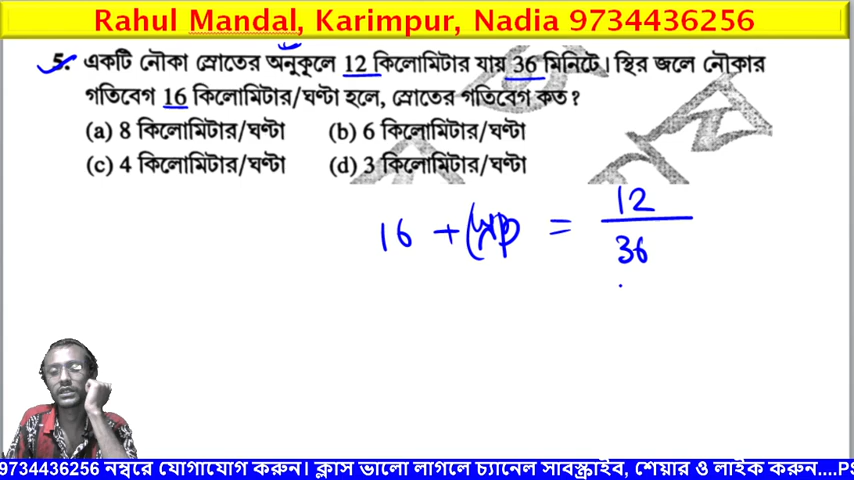 Rahul Mandal, Karimpur, Nadia 9734436256
5. একটি নৌকা স্রোতের অনুকূলে 12 কিলোমিটার যায় 36 মিনিটে। স্থির জলে নৌকার
গতিবেগ 16 কিলোমিটার/ঘণ্টা হলে, স্রোতের গতিবেগ কত?
(a) 8 কিলোমিটার/ঘণ্টা (b) 6 কিলোমিটার/ঘণ্টা
(c) 4 কিলোমিটার/ঘণ্টা (d) 3 কিলোমিটার/ঘণ্টা
16 + = 12
36
9734436256 নম্বরে যোগাযোগ করুন। ক্লাস ভালো লাগলে চ্যানেল সাবস্ক্রাইব, শেয়ার ও লাইক করুন....PS